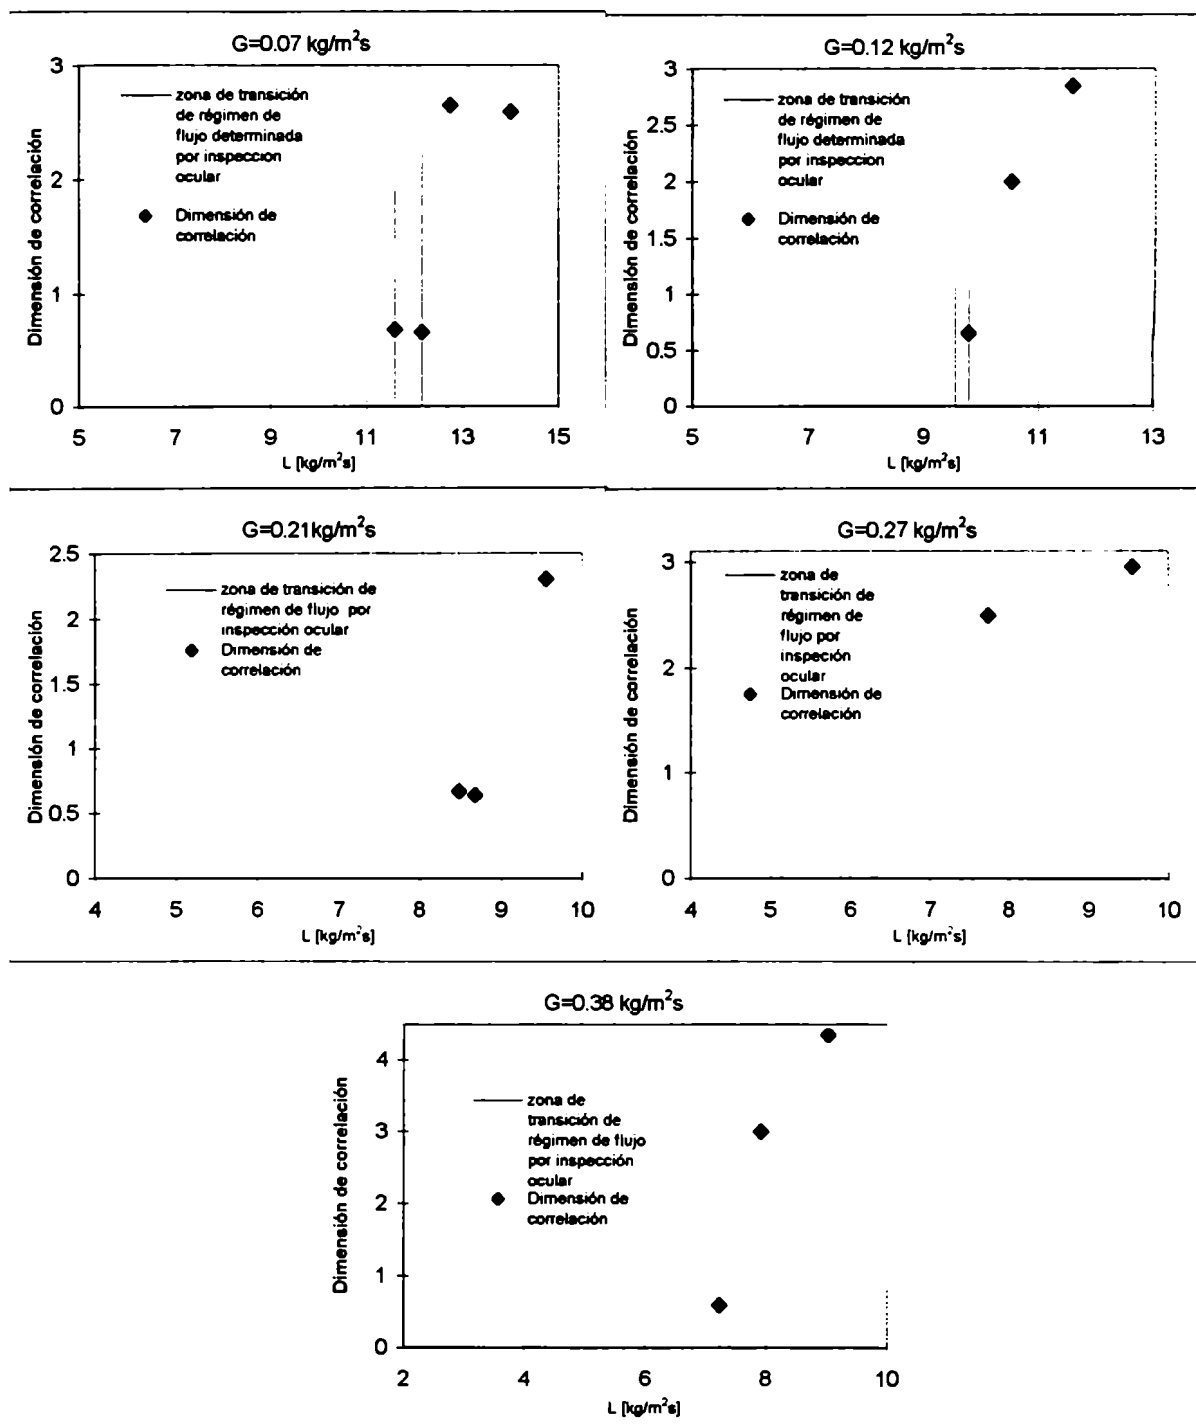 G=0.07 kg/m²s
Dimensión de correlación
3
2
1
0
zona de transición
de régimen de
flujo determinada
por inspeccion
ocular
Dimensión de
correlación
5 7 9 11 13 15
L [kg/m²s]
G=0.12 kg/m²s
Dimensión de correlación
3
2.5
2
1.5
1
0.5
0
zona de transición
de régimen de
flujo determinada
por inspección
ocular
Dimensión de
correlación
5 7 9 11 13
L [kg/m²s]
G=0.21kg/m²s
Dimensión de correlación
2.5
2
1.5
1
0.5
0
zona de transición de
régimen de flujo por
inspección ocular
Dimensión de
correlación
4 5 6 7 8 9 10
L [kg/m²s]
G=0.27 kg/m²s
Dimensión de correlación
3
2
1
0
zona de
transición de
régimen de
flujo por
inspeción
ocular
Dimensión de
correlación
4 5 6 7 8 9 10
L [kg/m²s]
G=0.38 kg/m²s
Dimensión de correlación
4
3
2
1
0
zona de
transición de
régimen de flujo
por inspección
ocular
Dimensión de
correlación
2 4 6 8 10
L [kg/m²s]